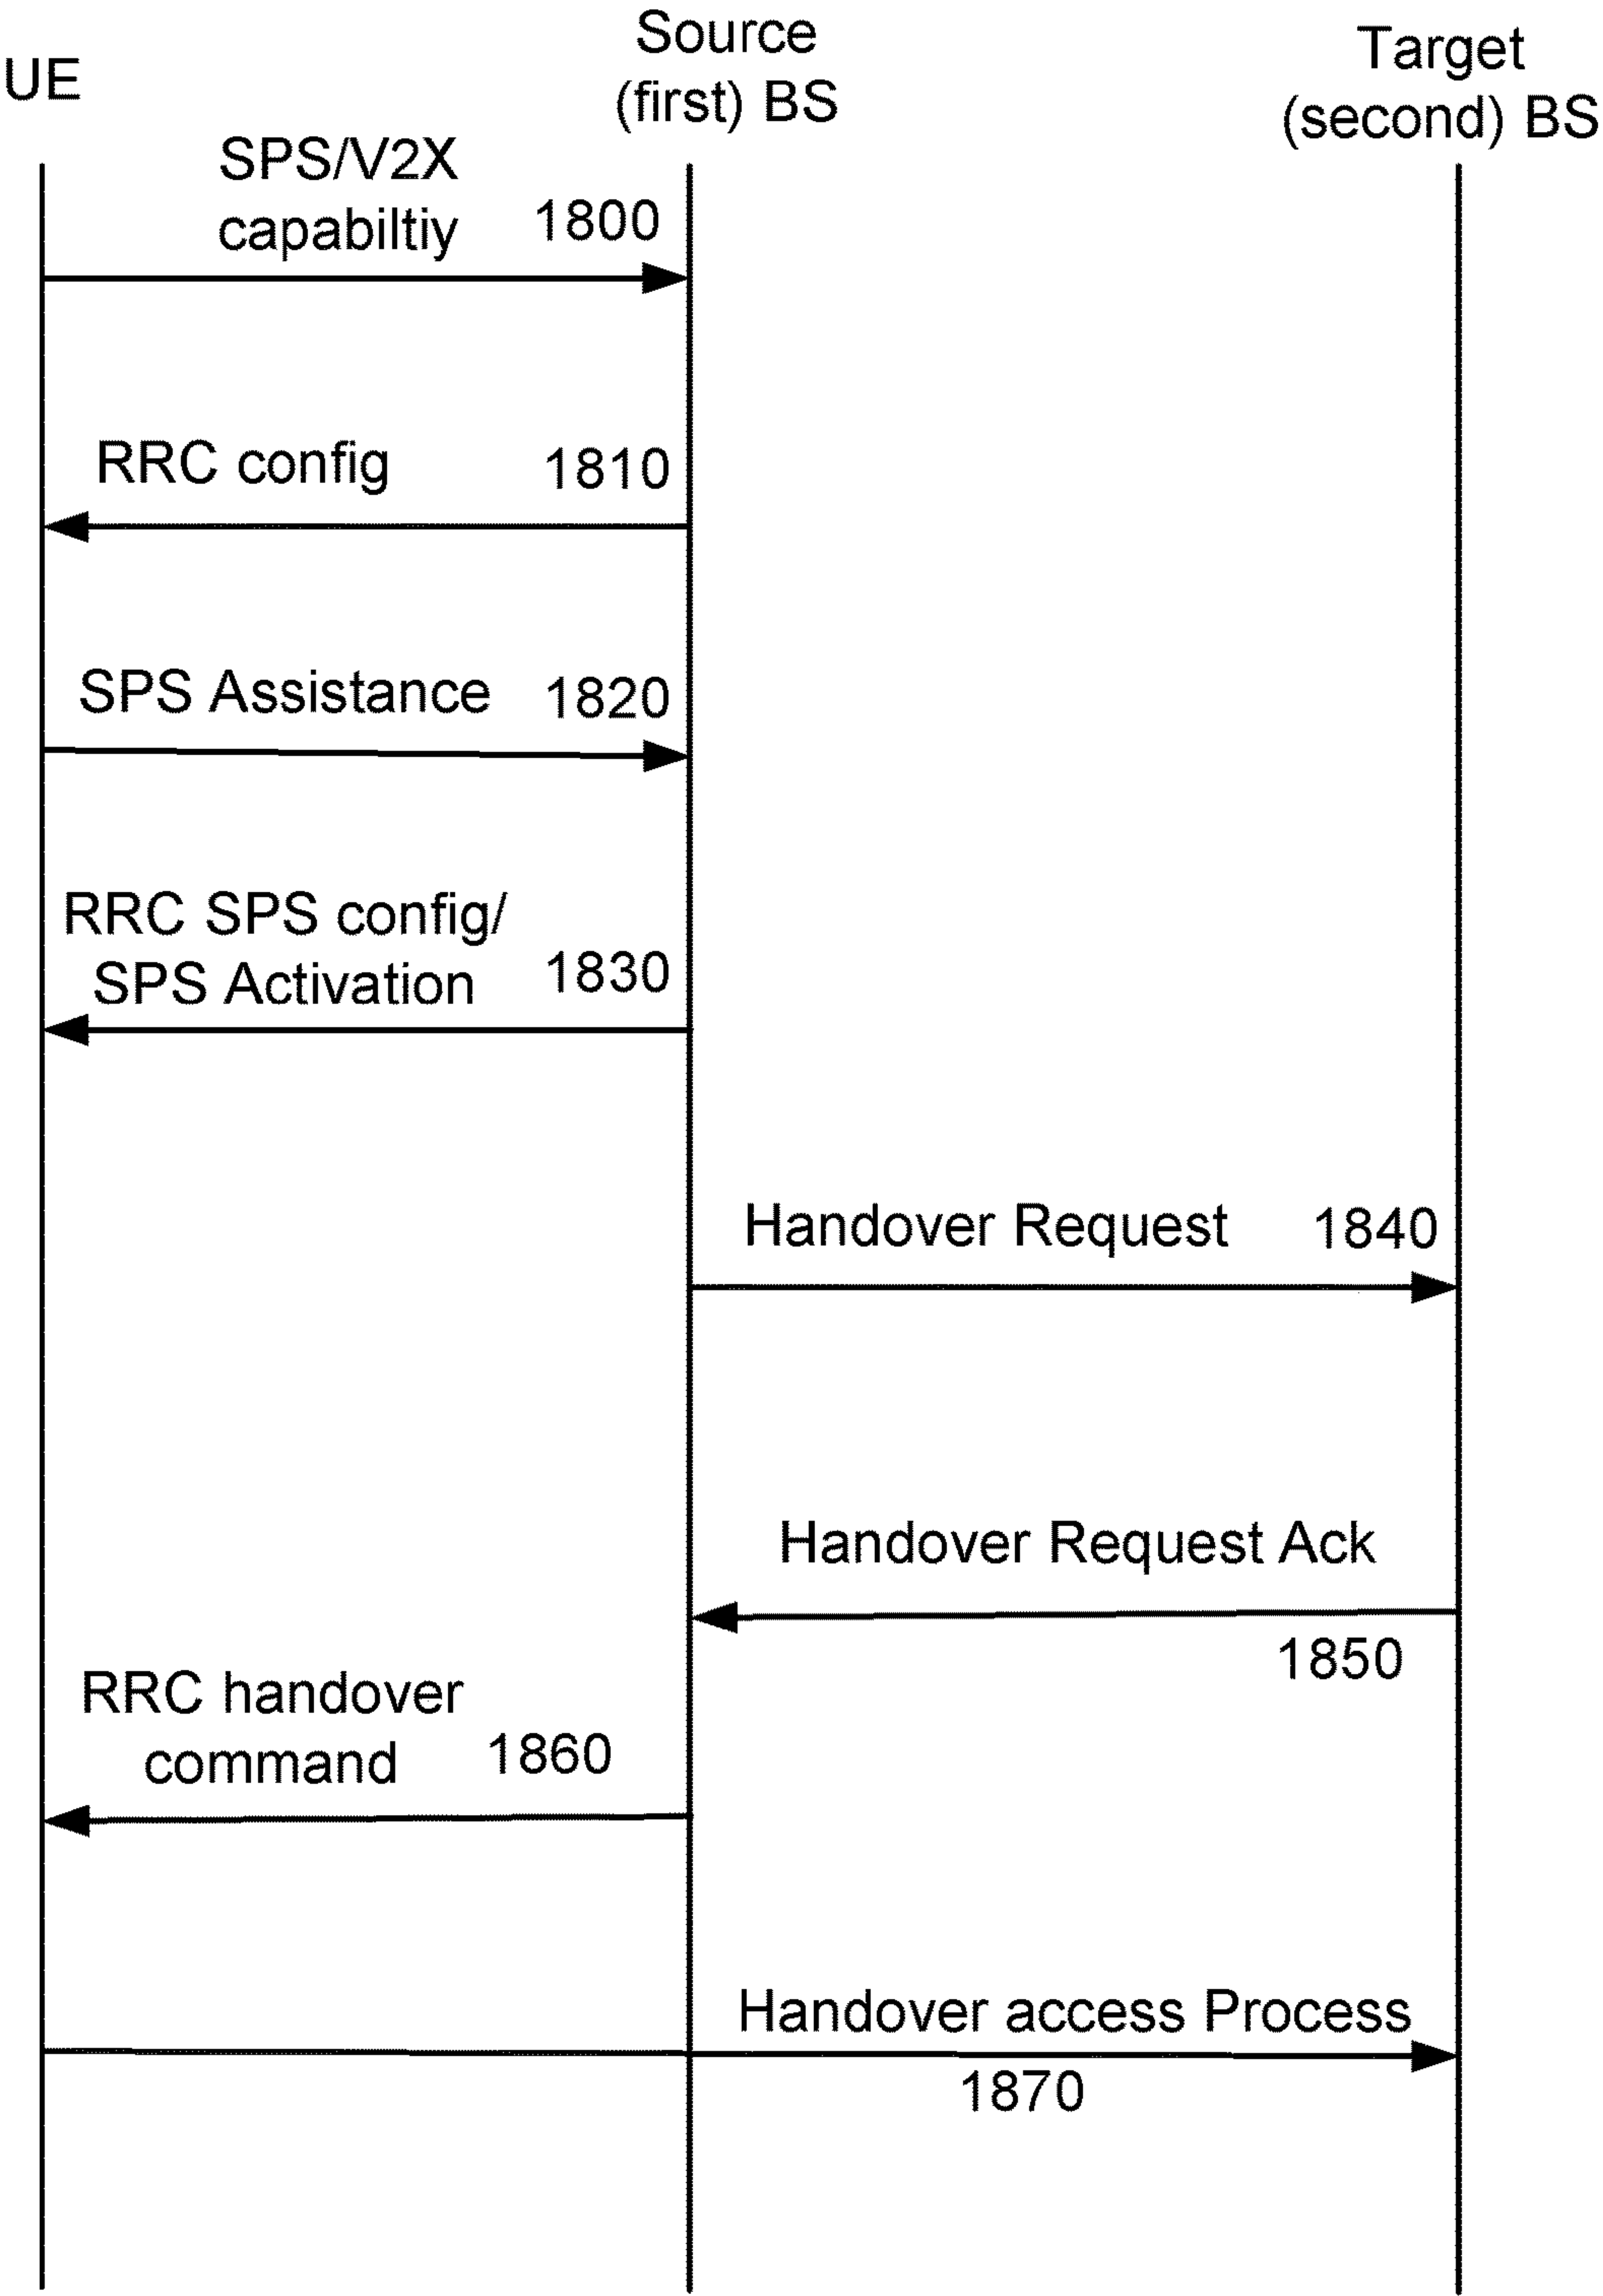 UE
Source
(first) BS
Target
(second) BS
SPS/V2X
capabiltiy
1800
RRC config
1810
SPS Assistance
1820
RRC SPS config/
SPS Activation
1830
Handover Request
1840
Handover Request Ack
1850
RRC handover
command
1860
Handover access Process
1870